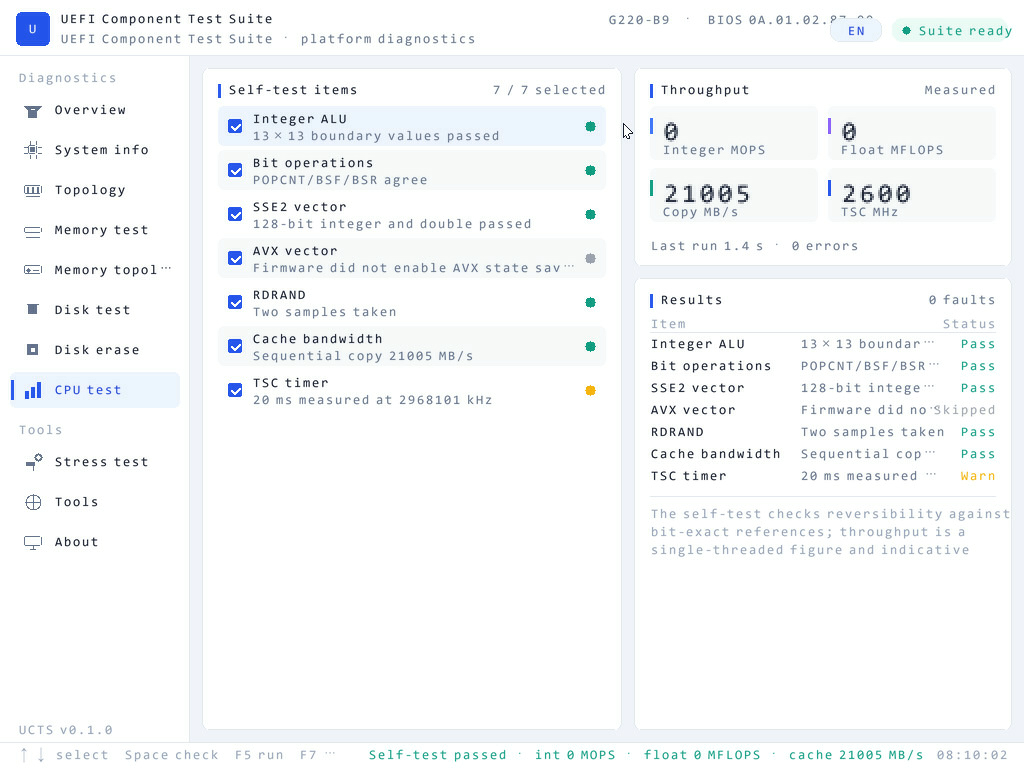 U
UEFI Component Test Suite
UEFI Component Test Suite · platform diagnostics
G220-B9 · BIOS 0A.01.02.
EN
Suite ready
Diagnostics
Overview
System info
Topology
Memory test
Memory topol…
Disk test
Disk erase
CPU test
Tools
Stress test
Tools
About
UCTS v0.1.0
Self-test items
7 / 7 selected
Integer ALU
13 × 13 boundary values passed
Bit operations
POPCNT/BSF/BSR agree
SSE2 vector
128-bit integer and double passed
AVX vector
Firmware did not enable AVX state sav…
RDRAND
Two samples taken
Cache bandwidth
Sequential copy 21005 MB/s
TSC timer
20 ms measured at 2968101 kHz
Throughput
Measured
0
Integer MOPS
0
Float MFLOPS
21005
Copy MB/s
2600
TSC MHz
Last run 1.4 s · 0 errors
Results
0 faults
Item Status
Integer ALU 13 × 13 boundar… Pass
Bit operations POPCNT/BSF/BSR… Pass
SSE2 vector 128-bit intege… Pass
AVX vector Firmware did no… Skipped
RDRAND Two samples taken Pass
Cache bandwidth Sequential cop… Pass
TSC timer 20 ms measured … Warn
The self-test checks reversibility against
bit-exact references; throughput is a
single-threaded figure and indicative
↑ ↓ select Space check F5 run F7 …
Self-test passed · int 0 MOPS · float 0 MFLOPS · cache 21005 MB/s
08:10:02